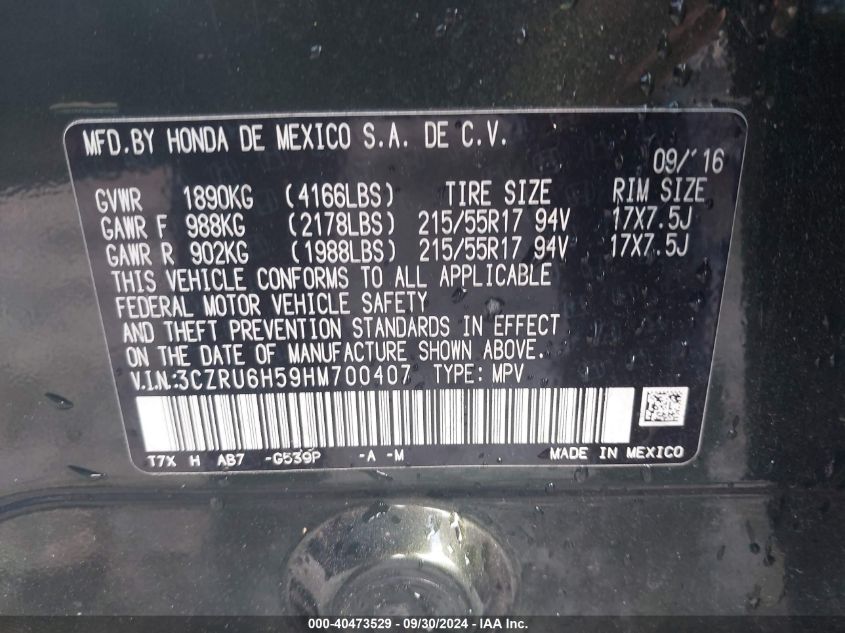 MFD.BY HONDA DE MEXICO S.A. DE C.V.
09/'16
GVWR 1890KG (4166LBS) TIRE SIZE RIM SIZE
GAWR F 988KG (2178LBS) 215/55R17 94V 17X7.5J
GAWR R 902KG (1988LBS) 215/55R17 94V 17X7.5J
THIS VEHICLE CONFORMS TO ALL APPLICABLE
FEDERAL MOTOR VEHICLE SAFETY
AND THEFT PREVENTION STANDARDS IN EFFECT
ON THE DATE OF MANUFACTURE SHOWN ABOVE.
V.I.N:3CZRU6H59HM700407 TYPE: MPV
T7X H AB7 -G539P -A -M MADE IN MEXICO
000-40473529 - 09/30/2024 - IAA Inc.